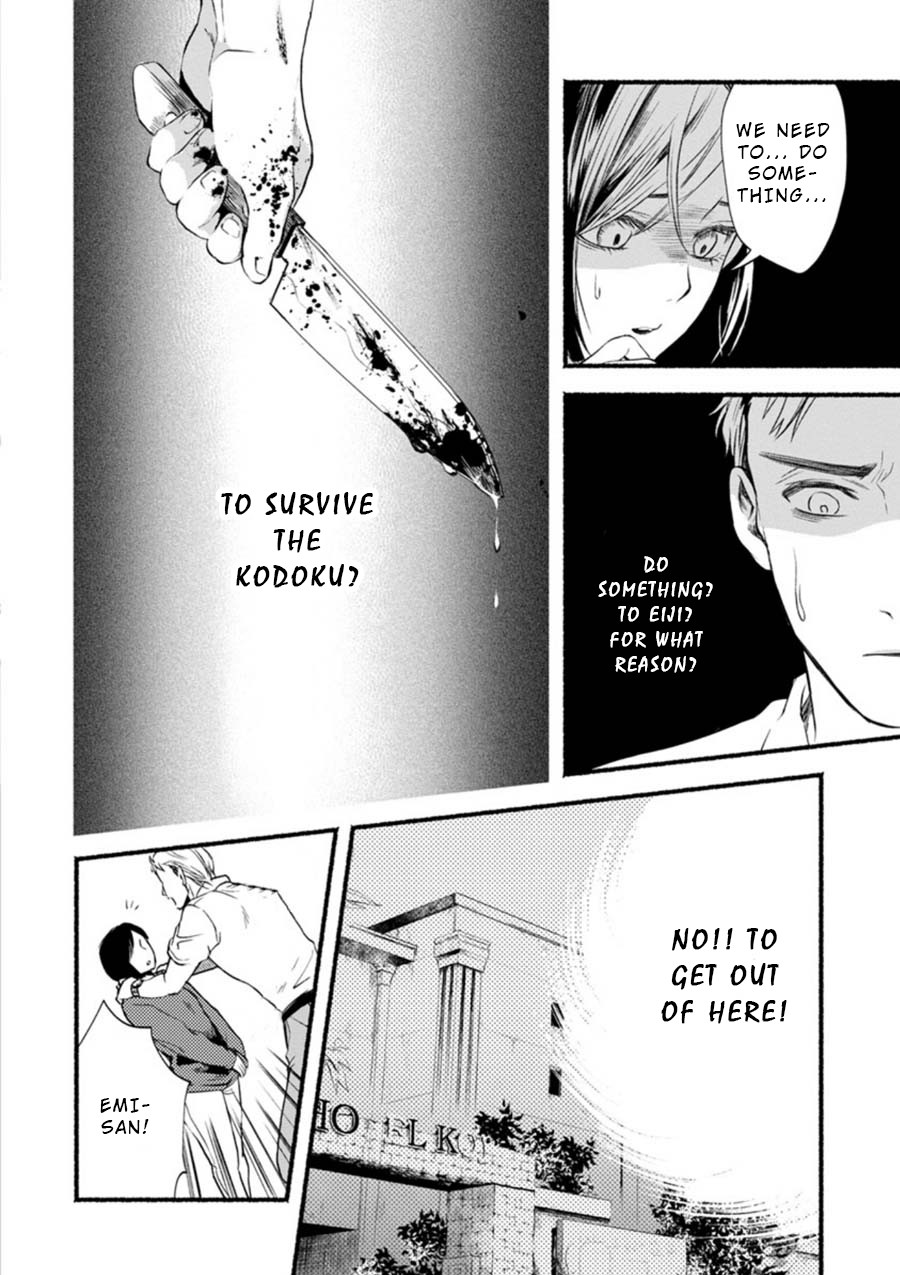 WE NEED
TO... DO
SOME-
THING...
DO
SOMETHING?
TO EIJI?
FOR WHAT
REASON?
TO SURVIVE
THE
KODOKU?
NO!! TO
GET OUT
OF HERE!
EMI-
SAN!